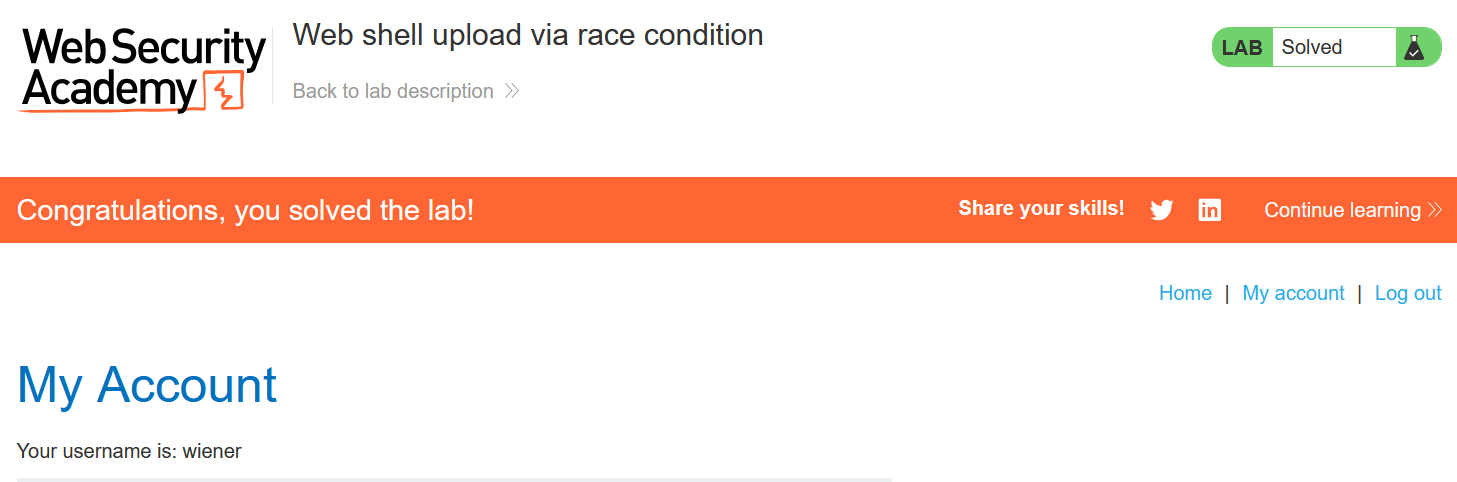 Web Security
Academy
Web shell upload via race condition
Back to lab description
LAB Solved
Congratulations, you solved the lab!
Share your skills!
Continue learning
Home | My account | Log out
My Account
Your username is: wiener